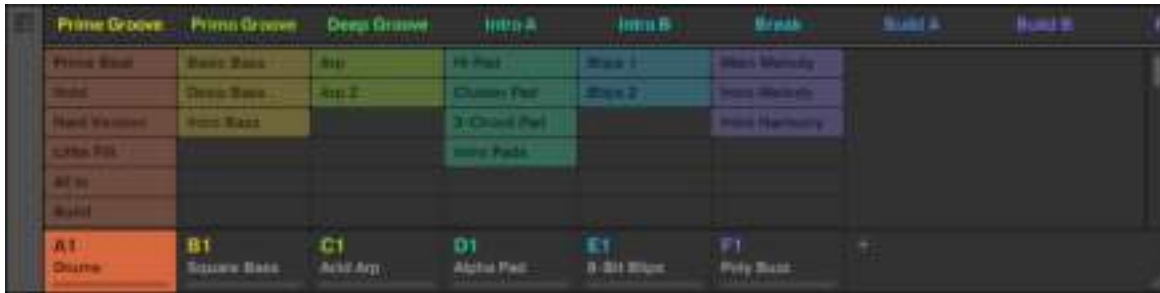 Prime Groove Primo Groove Deep Groove Intro A Intro B Break Build A Build B
Prime Beat Basic Bass Arp Hi Pad Blips 1 Main Melody
Deep Bass Arp 2 Cluster Pad Blips 2 Intro Melody
Hard Version Intro Bass 3-Chord Pad Intro Harmony
Little Fill Intro Pads
All In
Build
A1 B1 C1 D1 E1 F1 +
Drums Square Bass Acid Arp Alpha Pad 8-Bit Blips Poly Buzz